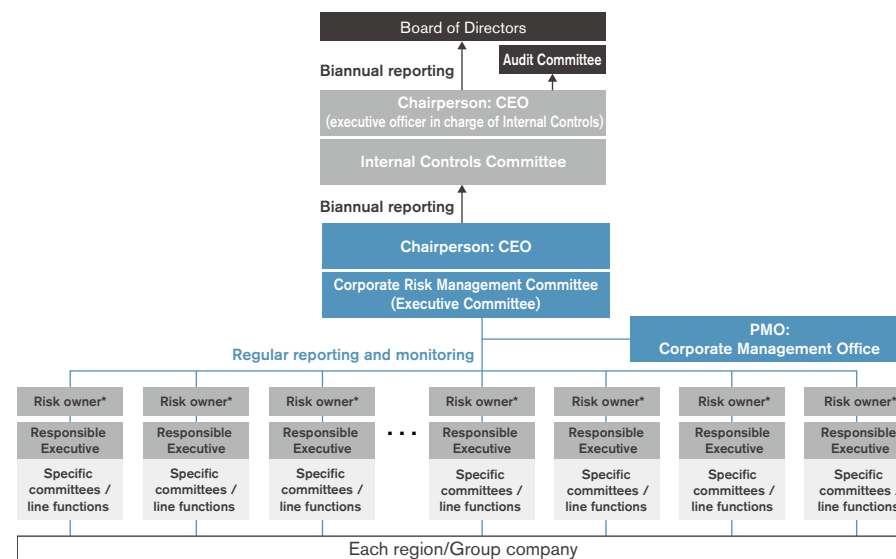 Board of Directors
Audit Committee
Biannual reporting
Chairperson: CEO
(executive officer in charge of Internal Controls)
Internal Controls Committee
Biannual reporting
Chairperson: CEO
Corporate Risk Management Committee
(Executive Committee)
PMO:
Corporate Management Office
Regular reporting and monitoring
Risk owner* Risk owner* Risk owner* Risk owner* Risk owner* Risk owner* Risk owner*
Responsible Responsible Responsible ... Responsible Responsible Responsible Responsible
Executive Executive Executive Executive Executive Executive Executive
Specific Specific Specific Specific Specific Specific Specific
committees / committees / committees / committees / committees / committees / committees /
line functions line functions line functions line functions line functions line functions line functions
Each region/Group company